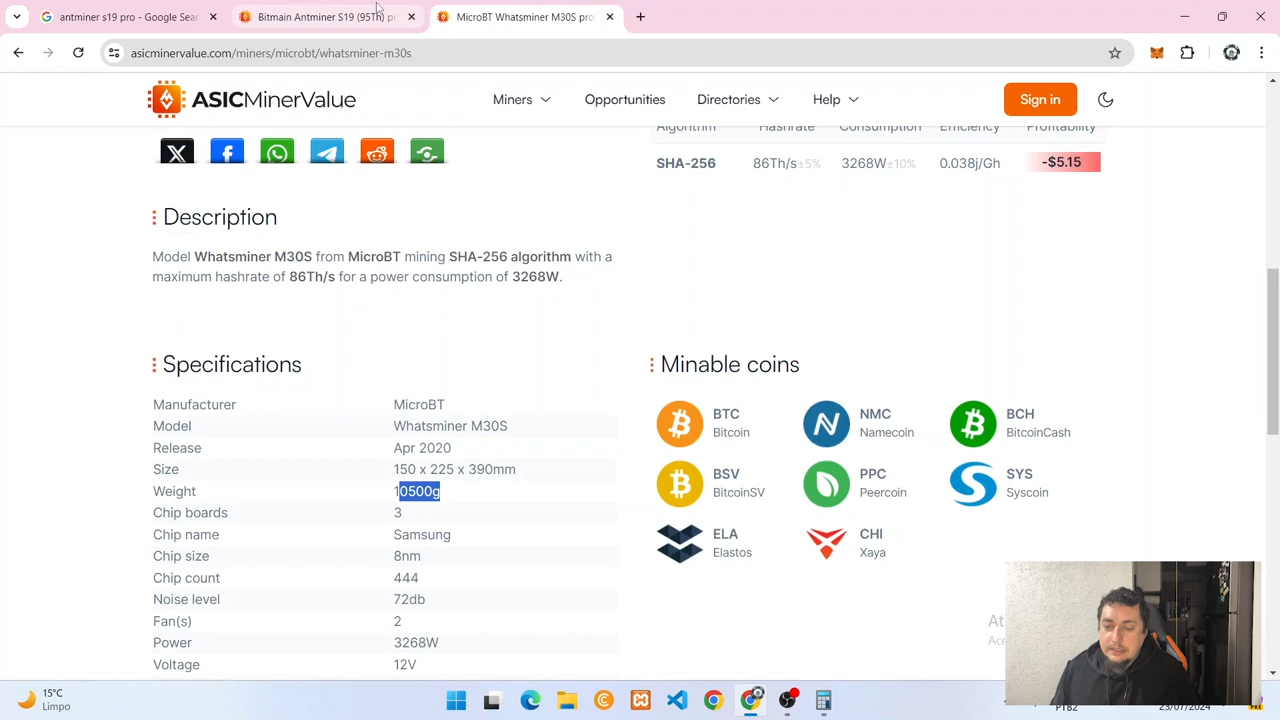 antmer s19 pro - Google Sear
Bitmain Antminer S19 (95Th) pr
MicroBT Whatsminer M30S pro
asicminervalue.com/miners/microbt/whatsminer-m30s
ASICMinerValue
Miners
Opportunities
Directories
Help
Sign in
Algorithm Hashrate Consumption Efficiency Profitability
SHA-256 86Th/s±5% 3268W±10% 0.038j/Gh -$5.15
Description
Model Whatsminer M30S from MicroBT mining SHA-256 algorithm with a
maximum hashrate of 86Th/s for a power consumption of 3268W.
Specifications
Manufacturer MicroBT
Model Whatsminer M30S
Release Apr 2020
Size 150 x 225 x 390mm
Weight 10500g
Chip boards 3
Chip name Samsung
Chip size 8nm
Chip count 444
Noise level 72db
Fan(s) 2
Power 3268W
Voltage 12V
Minable coins
BTC
Bitcoin
NMC
Namecoin
BCH
BitcoinCash
BSV
BitcoinSV
PPC
Peercoin
SYS
Syscoin
ELA
Elastos
CHI
Xaya
15°C
Limpo
PTB2
23/07/2024